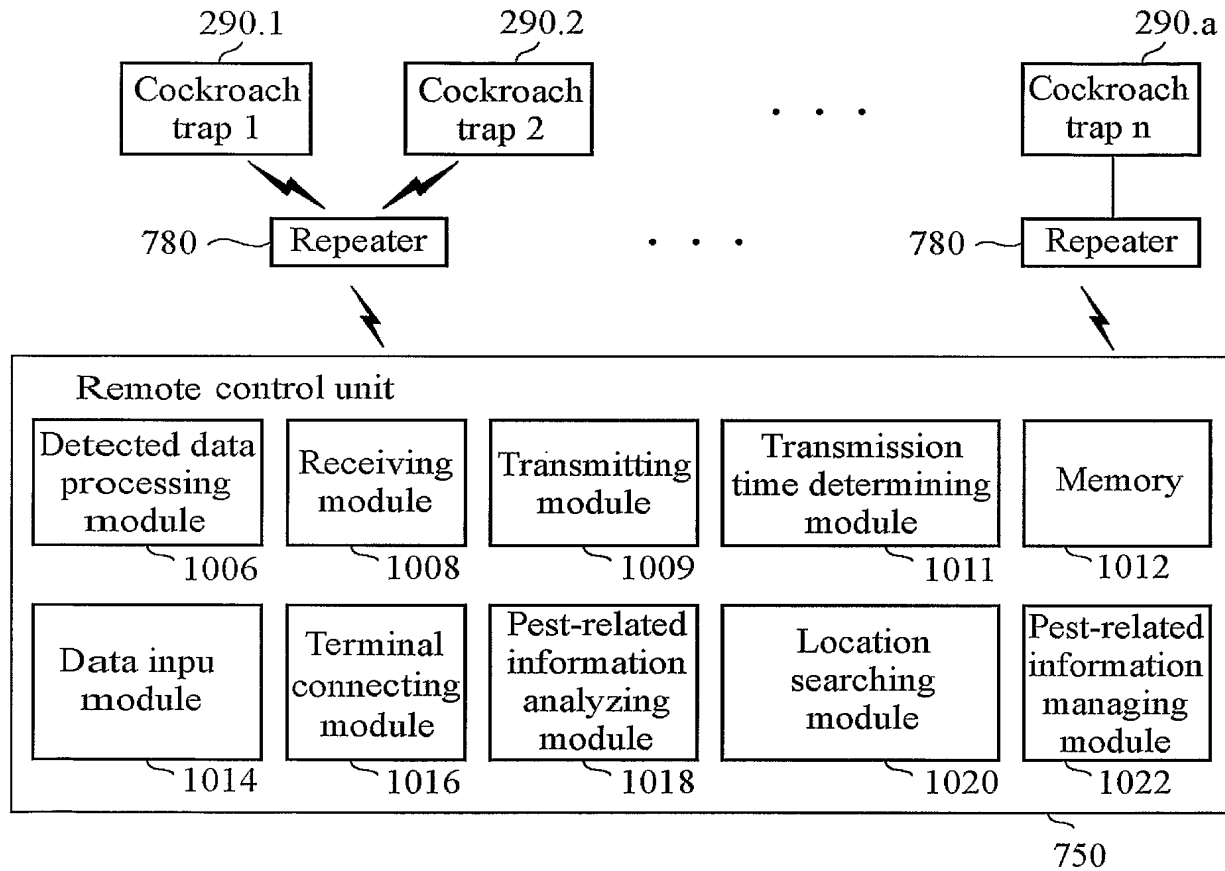 290.1
290.2
290.a
Cockroach
trap 1
Cockroach
trap 2
. . .
Cockroach
trap n
780
Repeater
. . .
780
Repeater
Remote control unit
Detected data
processing
module
1006
Receiving
module
1008
Transmitting
module
1009
Transmission
time determining
module
1011
Memory
1012
Data inpu
module
1014
Terminal
connecting
module
1016
Pest-related
information
analyzing
module
1018
Location
searching
module
1020
Pest-related
information
managing
module
1022
750